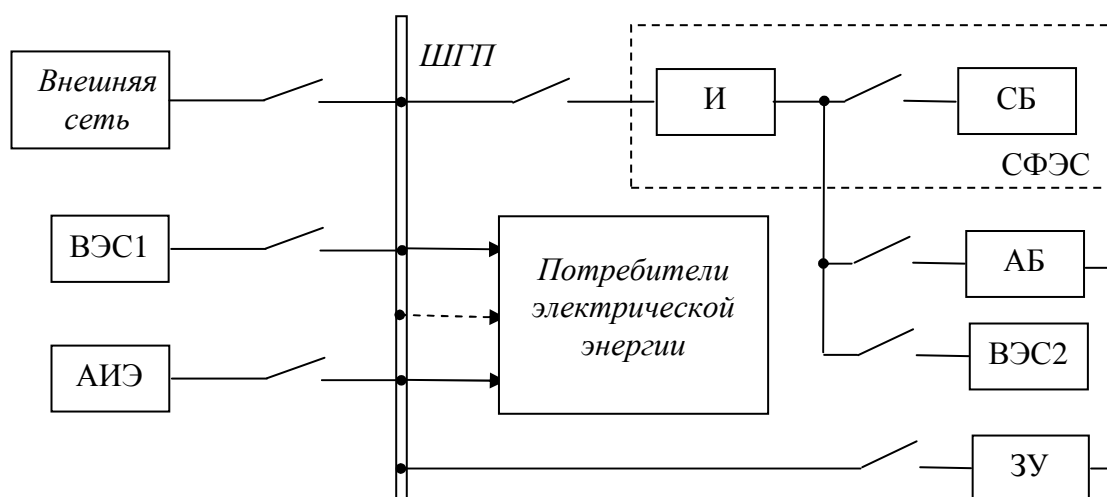 ШГП
Внешняя
сеть
И
СБ
СФЭС
ВЭС1
Потребители
электрической
энергии
АБ
ВЭС2
АИЭ
ЗУ